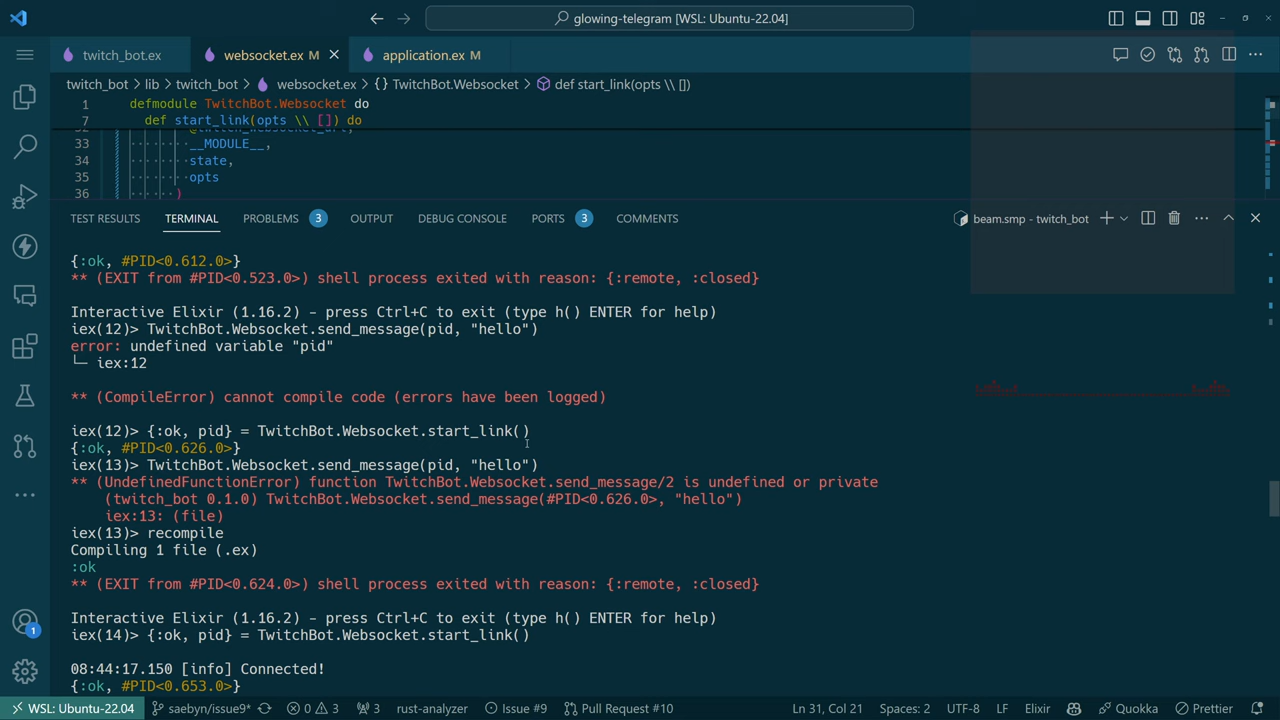 glowing-telegram [WSL: Ubuntu-22.04]
twitch_bot.ex
websocket.ex M
application.ex M
twitch_bot > lib > twitch_bot > websocket.ex > {} TwitchBot.Websocket > def start_link(opts \\ [])
1 defmodule TwitchBot.Websocket do
7 def start_link(opts \\ []) do
32 @twitch_websocket_url,
33 __MODULE__,
34 state,
35 opts
36 )
TEST RESULTS TERMINAL PROBLEMS 3 OUTPUT DEBUG CONSOLE PORTS 3 COMMENTS beam.smp - twitch_bot
{:ok, #PID<0.612.0>}
** (EXIT from #PID<0.523.0>) shell process exited with reason: {:remote, :closed}
Interactive Elixir (1.16.2) - press Ctrl+C to exit (type h() ENTER for help)
iex(12)> TwitchBot.Websocket.send_message(pid, "hello")
error: undefined variable "pid"
└─ iex:12
** (CompileError) cannot compile code (errors have been logged)
iex(12)> {:ok, pid} = TwitchBot.Websocket.start_link()
{:ok, #PID<0.626.0>}
iex(13)> TwitchBot.Websocket.send_message(pid, "hello")
** (UndefinedFunctionError) function TwitchBot.Websocket.send_message/2 is undefined or private
(twitch_bot 0.1.0) TwitchBot.Websocket.send_message(#PID<0.626.0>, "hello")
iex:13: (file)
iex(13)> recompile
Compiling 1 file (.ex)
:ok
** (EXIT from #PID<0.624.0>) shell process exited with reason: {:remote, :closed}
Interactive Elixir (1.16.2) - press Ctrl+C to exit (type h() ENTER for help)
iex(14)> {:ok, pid} = TwitchBot.Websocket.start_link()
08:44:17.150 [info] Connected!
{:ok, #PID<0.653.0>}
1
WSL: Ubuntu-22.04 saebyn/issue9* 0 3 3 rust-analyzer Issue #9 Pull Request #10 Ln 31, Col 21 Spaces: 2 UTF-8 LF Elixir Quokka Prettier